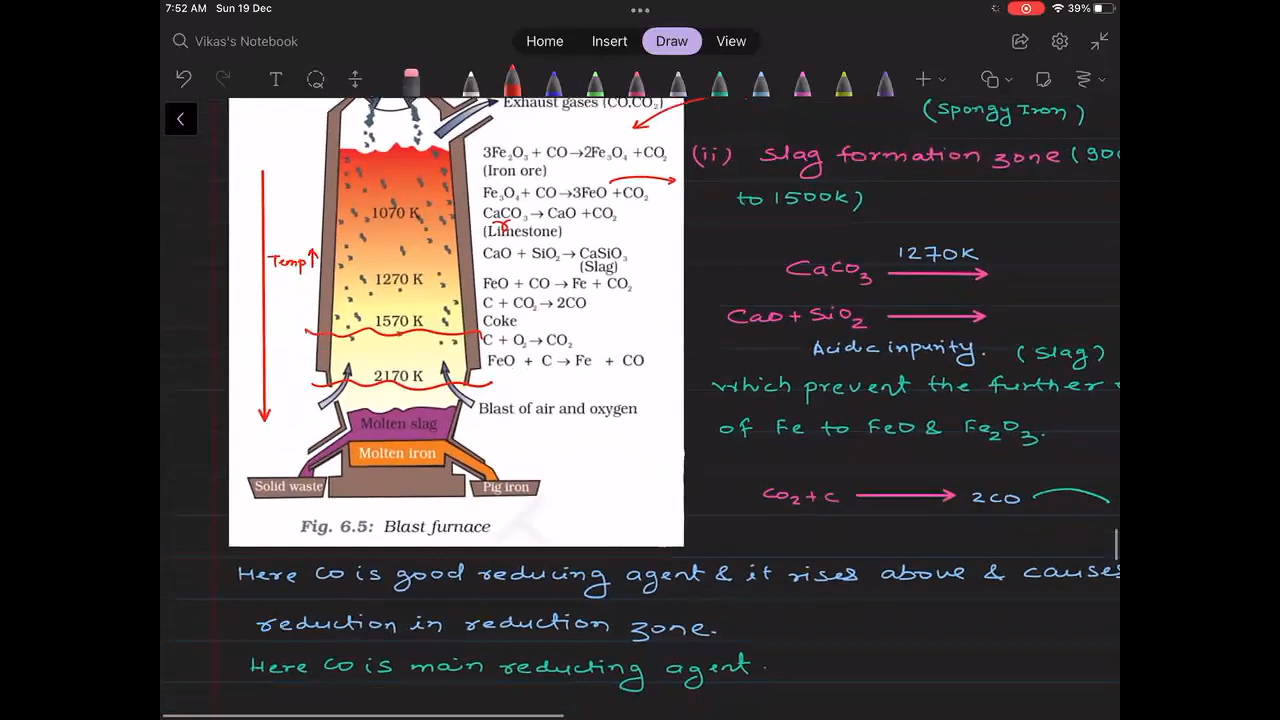 7:52 AM Sun 19 Dec
39%
Vikas's Notebook
Home Insert Draw View
Exhaust gases (CO,CO₂)
3Fe₂O₃ + CO→2Fe₃O₄ +CO₂
(Iron ore)
Fe₃O₄+ CO→3FeO +CO₂
CaCO₃→ CaO +CO₂
(Limestone)
CaO + SiO₂→ CaSiO₃
(Slag)
FeO + CO → Fe + CO₂
C + CO₂→ 2CO
Coke
C + O₂→ CO₂
FeO + C → Fe + CO
1070 K
Temp↑
1270 K
1570 K
2170 K
Blast of air and oxygen
Molten slag
Molten iron
Solid waste
Pig iron
Fig. 6.5: Blast furnace
(Spongy Iron)
(ii) Slag formation zone (900
to 1500K)
CaCO₃ 1270K →
CaO + SiO₂ →
Acidic inpurity. (Slag)
which prevent the further
of Fe to FeO & Fe₂O₃.
CO₂ + C → 2CO
Here CO is good reducing agent & it rises above & causes
reduction in reduction zone.
Here CO is main reducting agent.